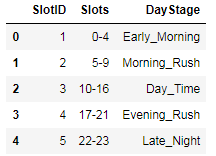 SlotID Slots DayStage
0 1 0-4 Early_Morning
1 2 5-9 Morning_Rush
2 3 10-16 Day_Time
3 4 17-21 Evening_Rush
4 5 22-23 Late_Night